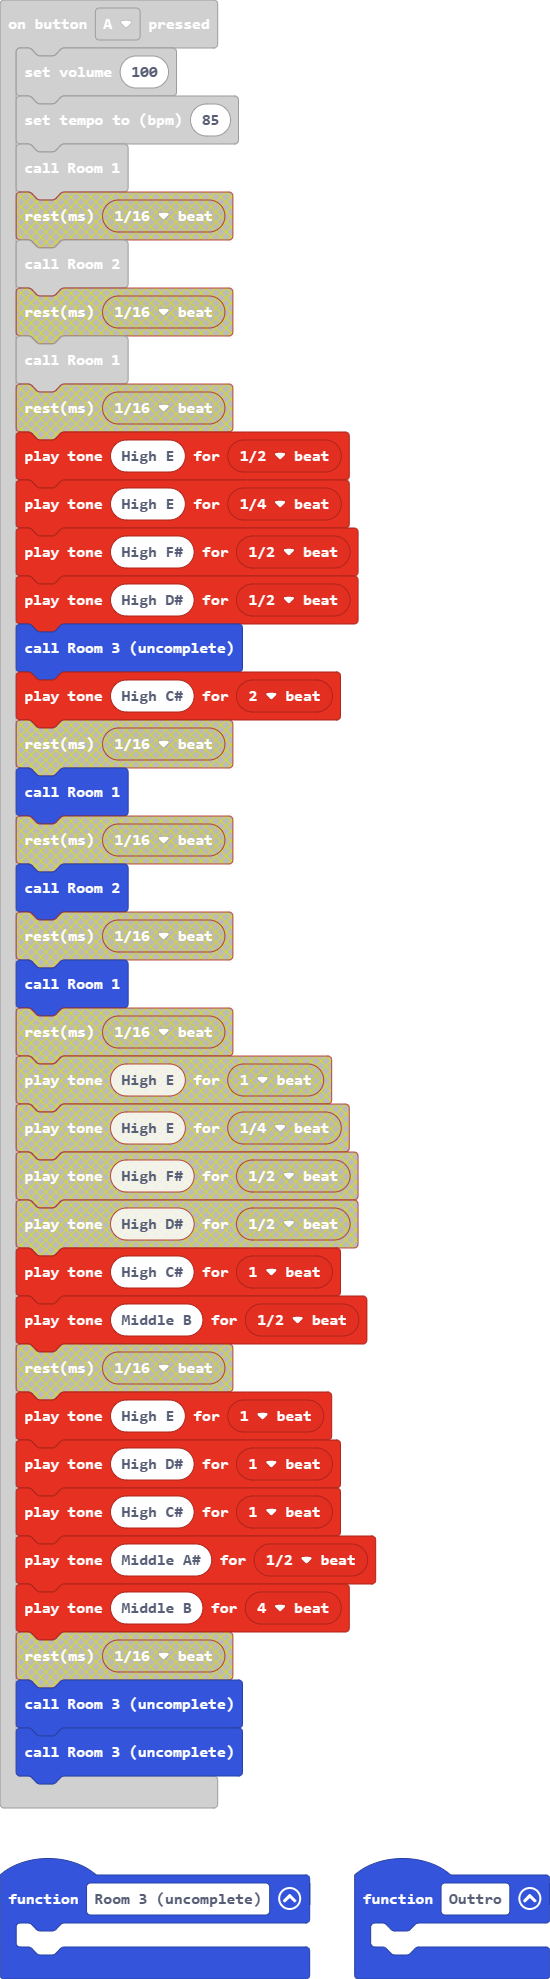 on button A pressed
set volume 100
set tempo to (bpm) 85
call Room 1
rest(ms) 1/16 beat
call Room 2
rest(ms) 1/16 beat
call Room 1
rest(ms) 1/16 beat
play tone High E for 1/2 beat
play tone High E for 1/4 beat
play tone High F# for 1/2 beat
play tone High D# for 1/2 beat
call Room 3 (uncomplete)
play tone High C# for 2 beat
rest(ms) 1/16 beat
call Room 1
rest(ms) 1/16 beat
call Room 2
rest(ms) 1/16 beat
call Room 1
rest(ms) 1/16 beat
play tone High E for 1 beat
play tone High E for 1/4 beat
play tone High F# for 1/2 beat
play tone High D# for 1/2 beat
play tone High C# for 1 beat
play tone Middle B for 1/2 beat
rest(ms) 1/16 beat
play tone High E for 1 beat
play tone High D# for 1 beat
play tone High C# for 1 beat
play tone Middle A# for 1/2 beat
play tone Middle B for 4 beat
rest(ms) 1/16 beat
call Room 3 (uncomplete)
call Room 3 (uncomplete)
function Room 3 (uncomplete)
function Outtro